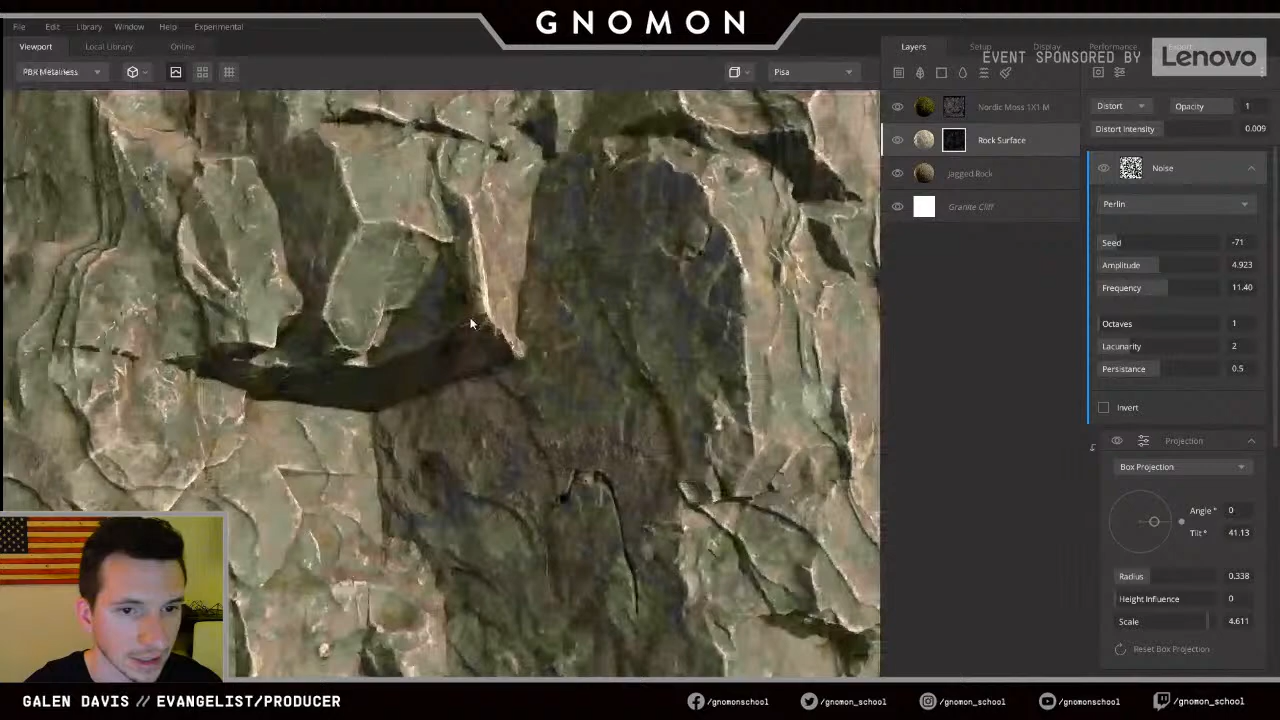 GNOMON
EVENT SPONSORED BY
Lenovo
File Edit Library Window Help Experimental
Viewport Local Library Online
Layers Setup Display Performance Export
PBR Metalness
Pisa
Nordic Moss 1X1 M
Rock Surface
Jagged Rock
Granite Cliff
Distort Opacity 1
Distort Intensity 0.009
Noise
Perlin
Seed -71
Amplitude 4.923
Frequency 11.40
Octaves 1
Lacunarity 2
Persistance 0.5
Invert
Projection
Box Projection
Angle ° 0
Tilt ° 41.13
Radius 0.338
Height Influence 0
Scale 4.611
Reset Box Projection
GALEN DAVIS // EVANGELIST/PRODUCER
/gnomonschool /gnomon_school /gnomon_school /gnomonschool /gnomon_school